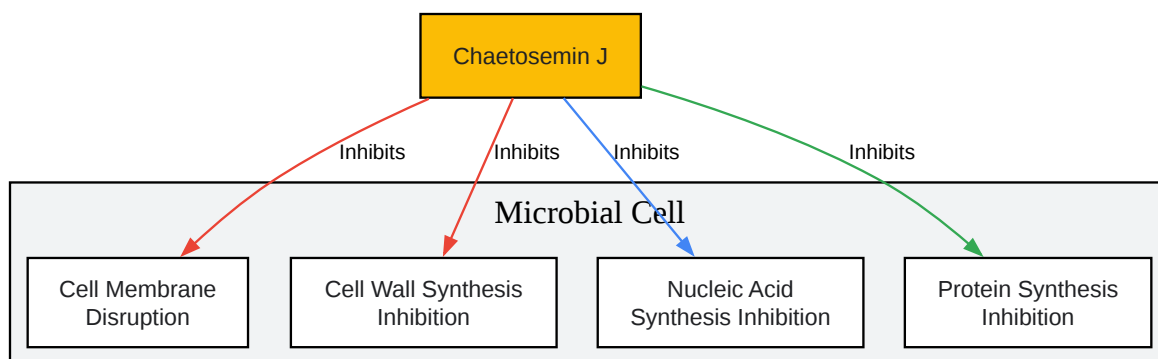 Chaetosemin J
Inhibits
Inhibits
Inhibits
Inhibits
Microbial Cell
Cell Membrane
Disruption
Cell Wall Synthesis
Inhibition
Nucleic Acid
Synthesis Inhibition
Protein Synthesis
Inhibition